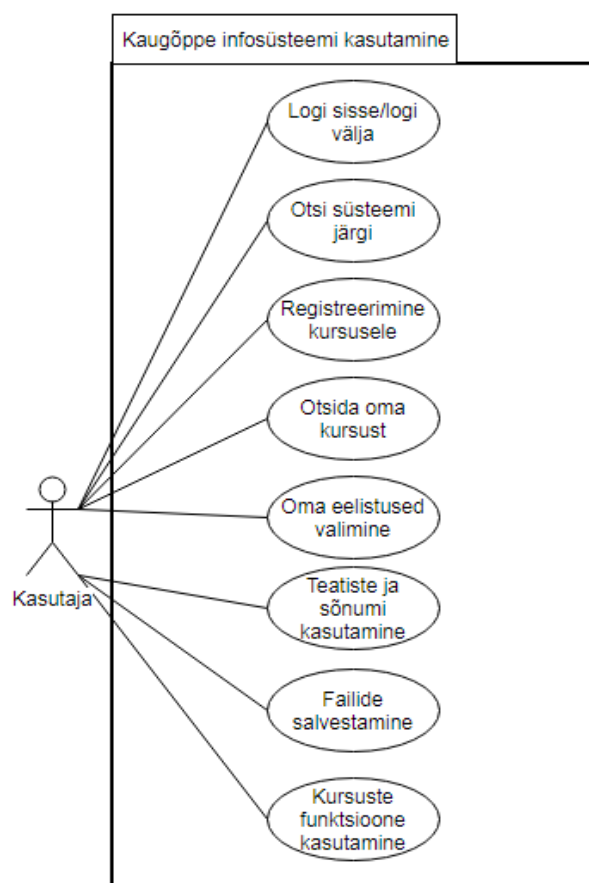 Kaugõppe infosüsteemi kasutamine
Logi sisse/logi
välja
Otsi süsteemi
järgi
Registreerimine
kursusele
Otsida oma
kursust
Oma eelistused
valimine
Kasutaja
Teatiste ja
sõnumi
kasutamine
Failide
salvestamine
Kursuste
funktsioone
kasutamine